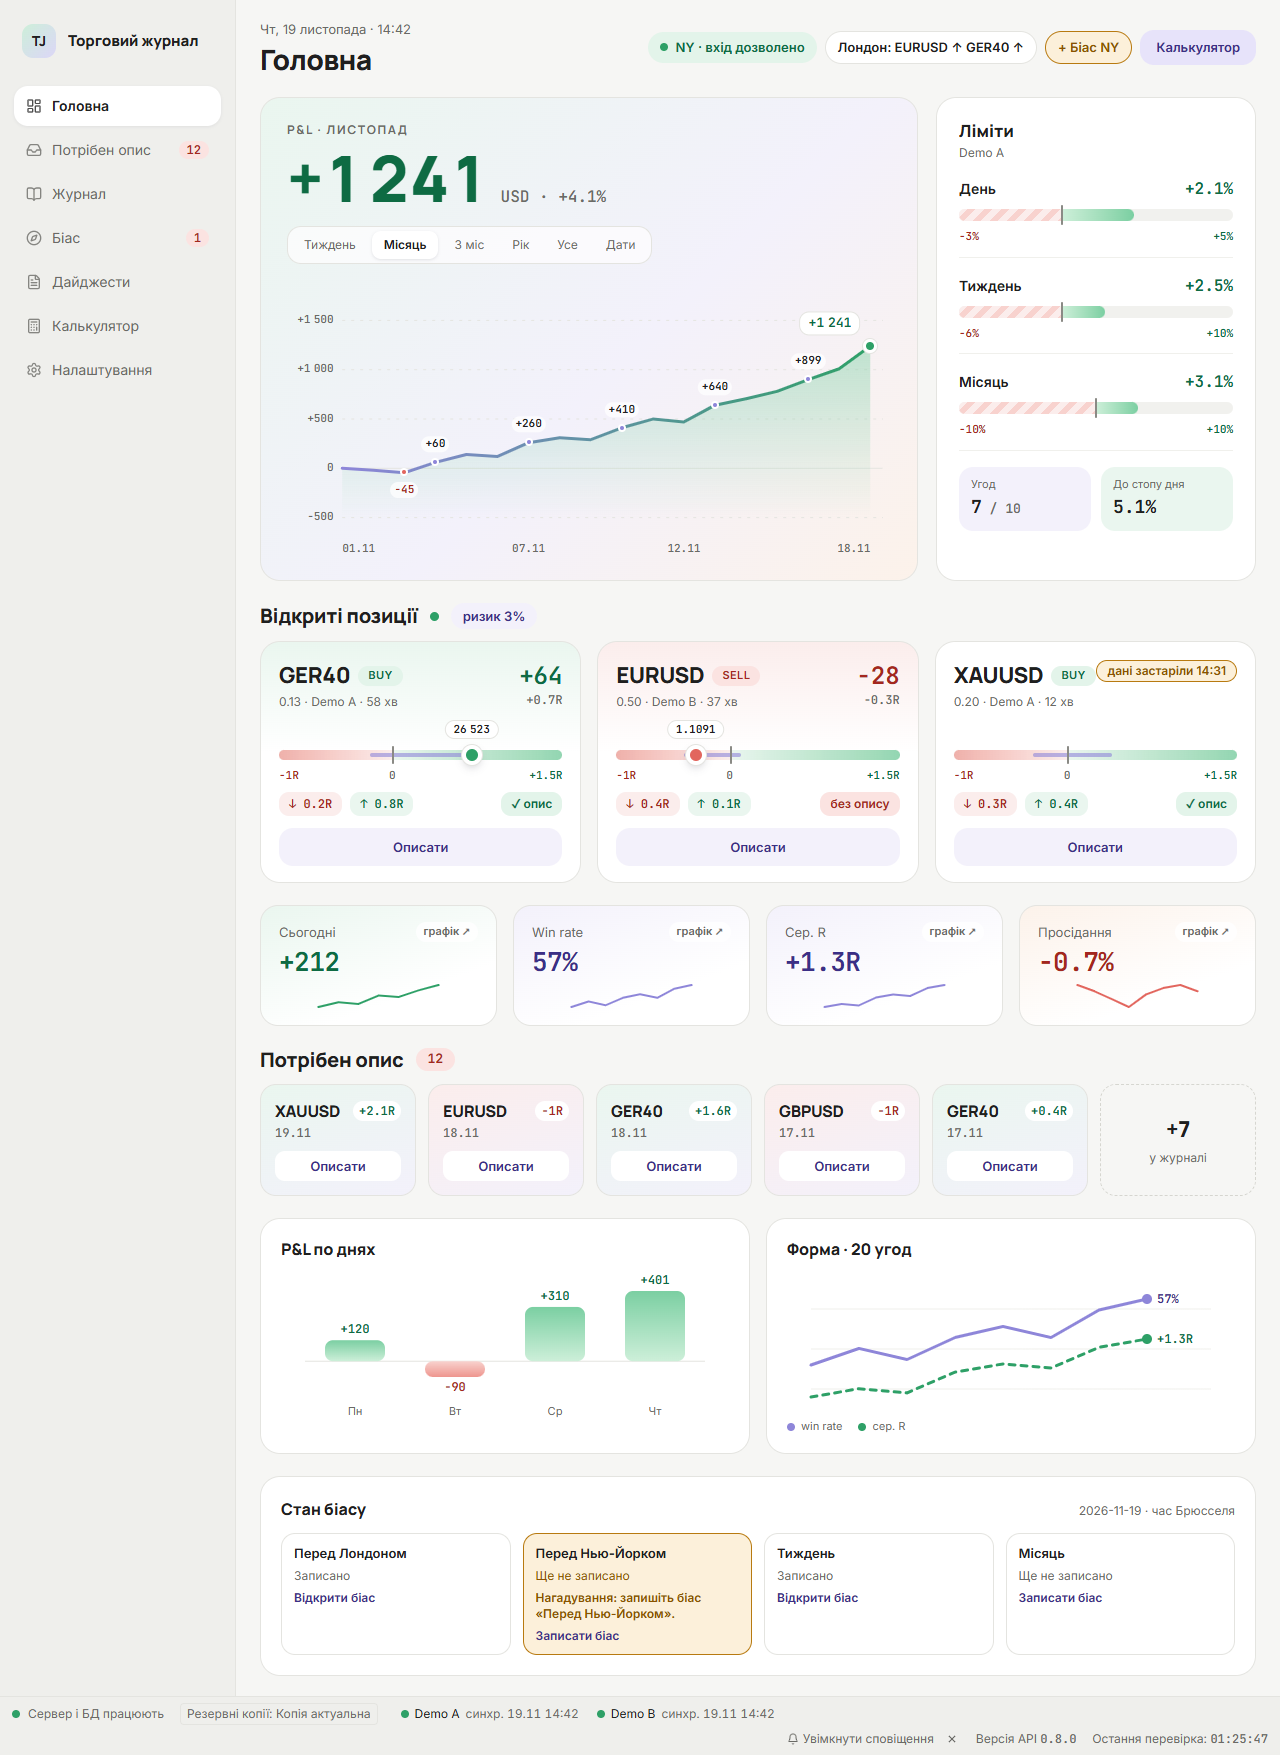 TJ Торговий журнал
Головна
Потрібен опис 12
Журнал
Біас 1
Дайджести
Калькулятор
Налаштування
Чт, 19 листопада · 14:42
Головна
NY · вхід дозволено
Лондон: EURUSD ↑ GER40 ↑
+ Біас NY
Калькулятор
P&L · ЛИСТОПАД
+1 241 USD · +4.1%
Тиждень Місяць 3 міс Рік Усе Дати
+1 500
+1 000
+500
0
-500
-45
+60
+260
+410
+640
+899
+1 241
01.11 07.11 12.11 18.11
Ліміти
Demo A
День +2.1%
-3% +5%
Тиждень +2.5%
-6% +10%
Місяць +3.1%
-10% +10%
Угод
7 / 10
До стопу дня
5.1%
Відкриті позиції ризик 3%
GER40 BUY +64
0.13 · Demo A · 58 хв +0.7R
26 523
-1R 0 +1.5R
↓ 0.2R ↑ 0.8R ✓ опис
Описати
EURUSD SELL -28
0.50 · Demo B · 37 хв -0.3R
1.1091
-1R 0 +1.5R
↓ 0.4R ↑ 0.1R без опису
Описати
XAUUSD BUY дані застаріли 14:31
0.20 · Demo A · 12 хв
-1R 0 +1.5R
↓ 0.3R ↑ 0.4R ✓ опис
Описати
Сьогодні графік ↗
+212
Win rate графік ↗
57%
Сер. R графік ↗
+1.3R
Просідання графік ↗
-0.7%
Потрібен опис 12
XAUUSD +2.1R
19.11
Описати
EURUSD -1R
18.11
Описати
GER40 +1.6R
18.11
Описати
GBPUSD -1R
17.11
Описати
GER40 +0.4R
17.11
Описати
+7
у журналі
P&L по днях
+120
-90
+310
+401
Пн Вт Ср Чт
Форма · 20 угод
57%
+1.3R
win rate сер. R
Стан біасу 2026-11-19 · час Брюсселя
Перед Лондоном
Записано
Відкрити біас
Перед Нью-Йорком
Ще не записано
Нагадування: запишіть біас
«Перед Нью-Йорком».
Записати біас
Тиждень
Записано
Відкрити біас
Місяць
Ще не записано
Записати біас
Сервер і БД працюють Резервні копії: Копія актуальна Demo A синхр. 19.11 14:42 Demo B синхр. 19.11 14:42
Увімкнути сповіщення × Версія API 0.8.0 Остання перевірка: 01:25:47